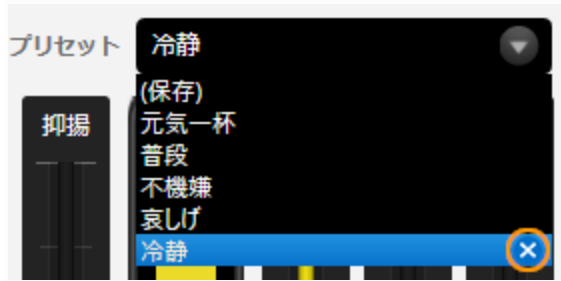 プリセット 冷静
(保存)
抑揚
元気一杯
普段
不機嫌
哀しげ
冷静